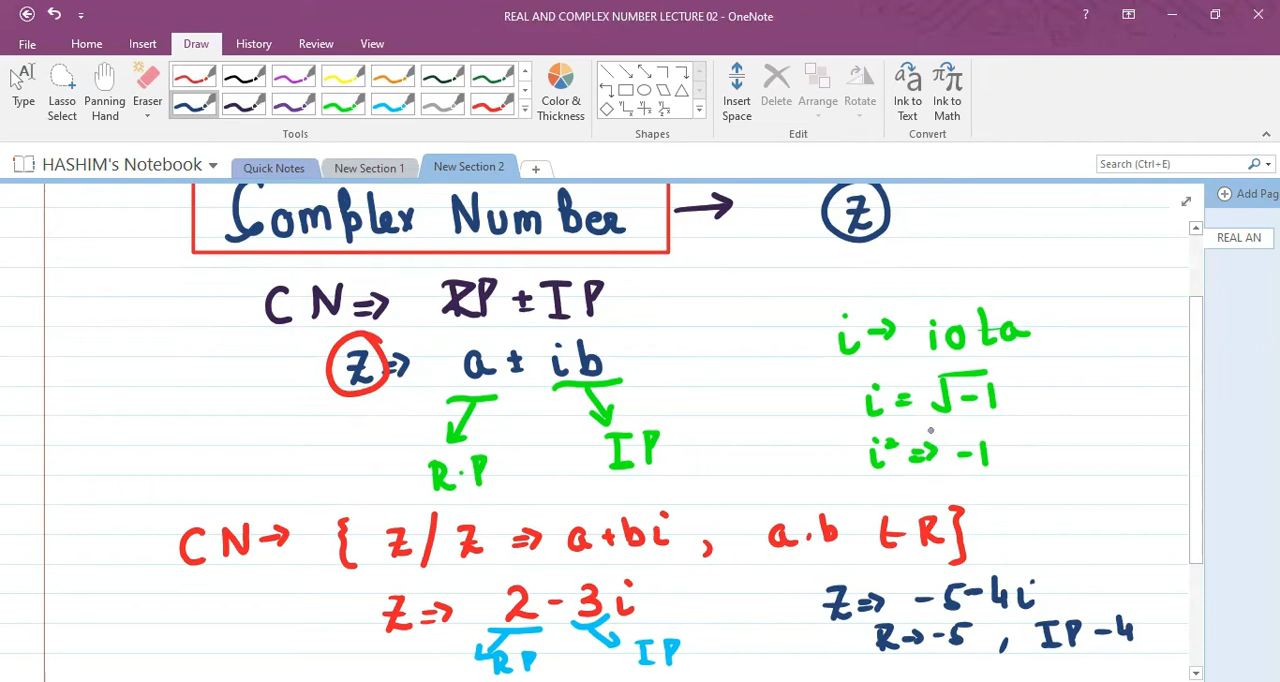 REAL AND COMPLEX NUMBER LECTURE 02 - OneNote
File Home Insert Draw History Review View
Type Lasso Select Panning Hand Eraser Color & Thickness Insert Space Delete Arrange Rotate Ink to Text Ink to Math
Tools Shapes Edit Convert
HASHIM's Notebook Quick Notes New Section 1 New Section 2 Search (Ctrl+E)
Add Pag
REAL AN
Complex Number → z
CN ⇒ RP ± IP
z ⇒ a ± ib
R.P IP
i → iota
i = √-1
i² ⇒ -1
CN → { z / z ⇒ a+bi , a.b ∈ R}
z ⇒ 2 - 3i
RP IP
z ⇒ -5-4i
R → -5 , IP -4